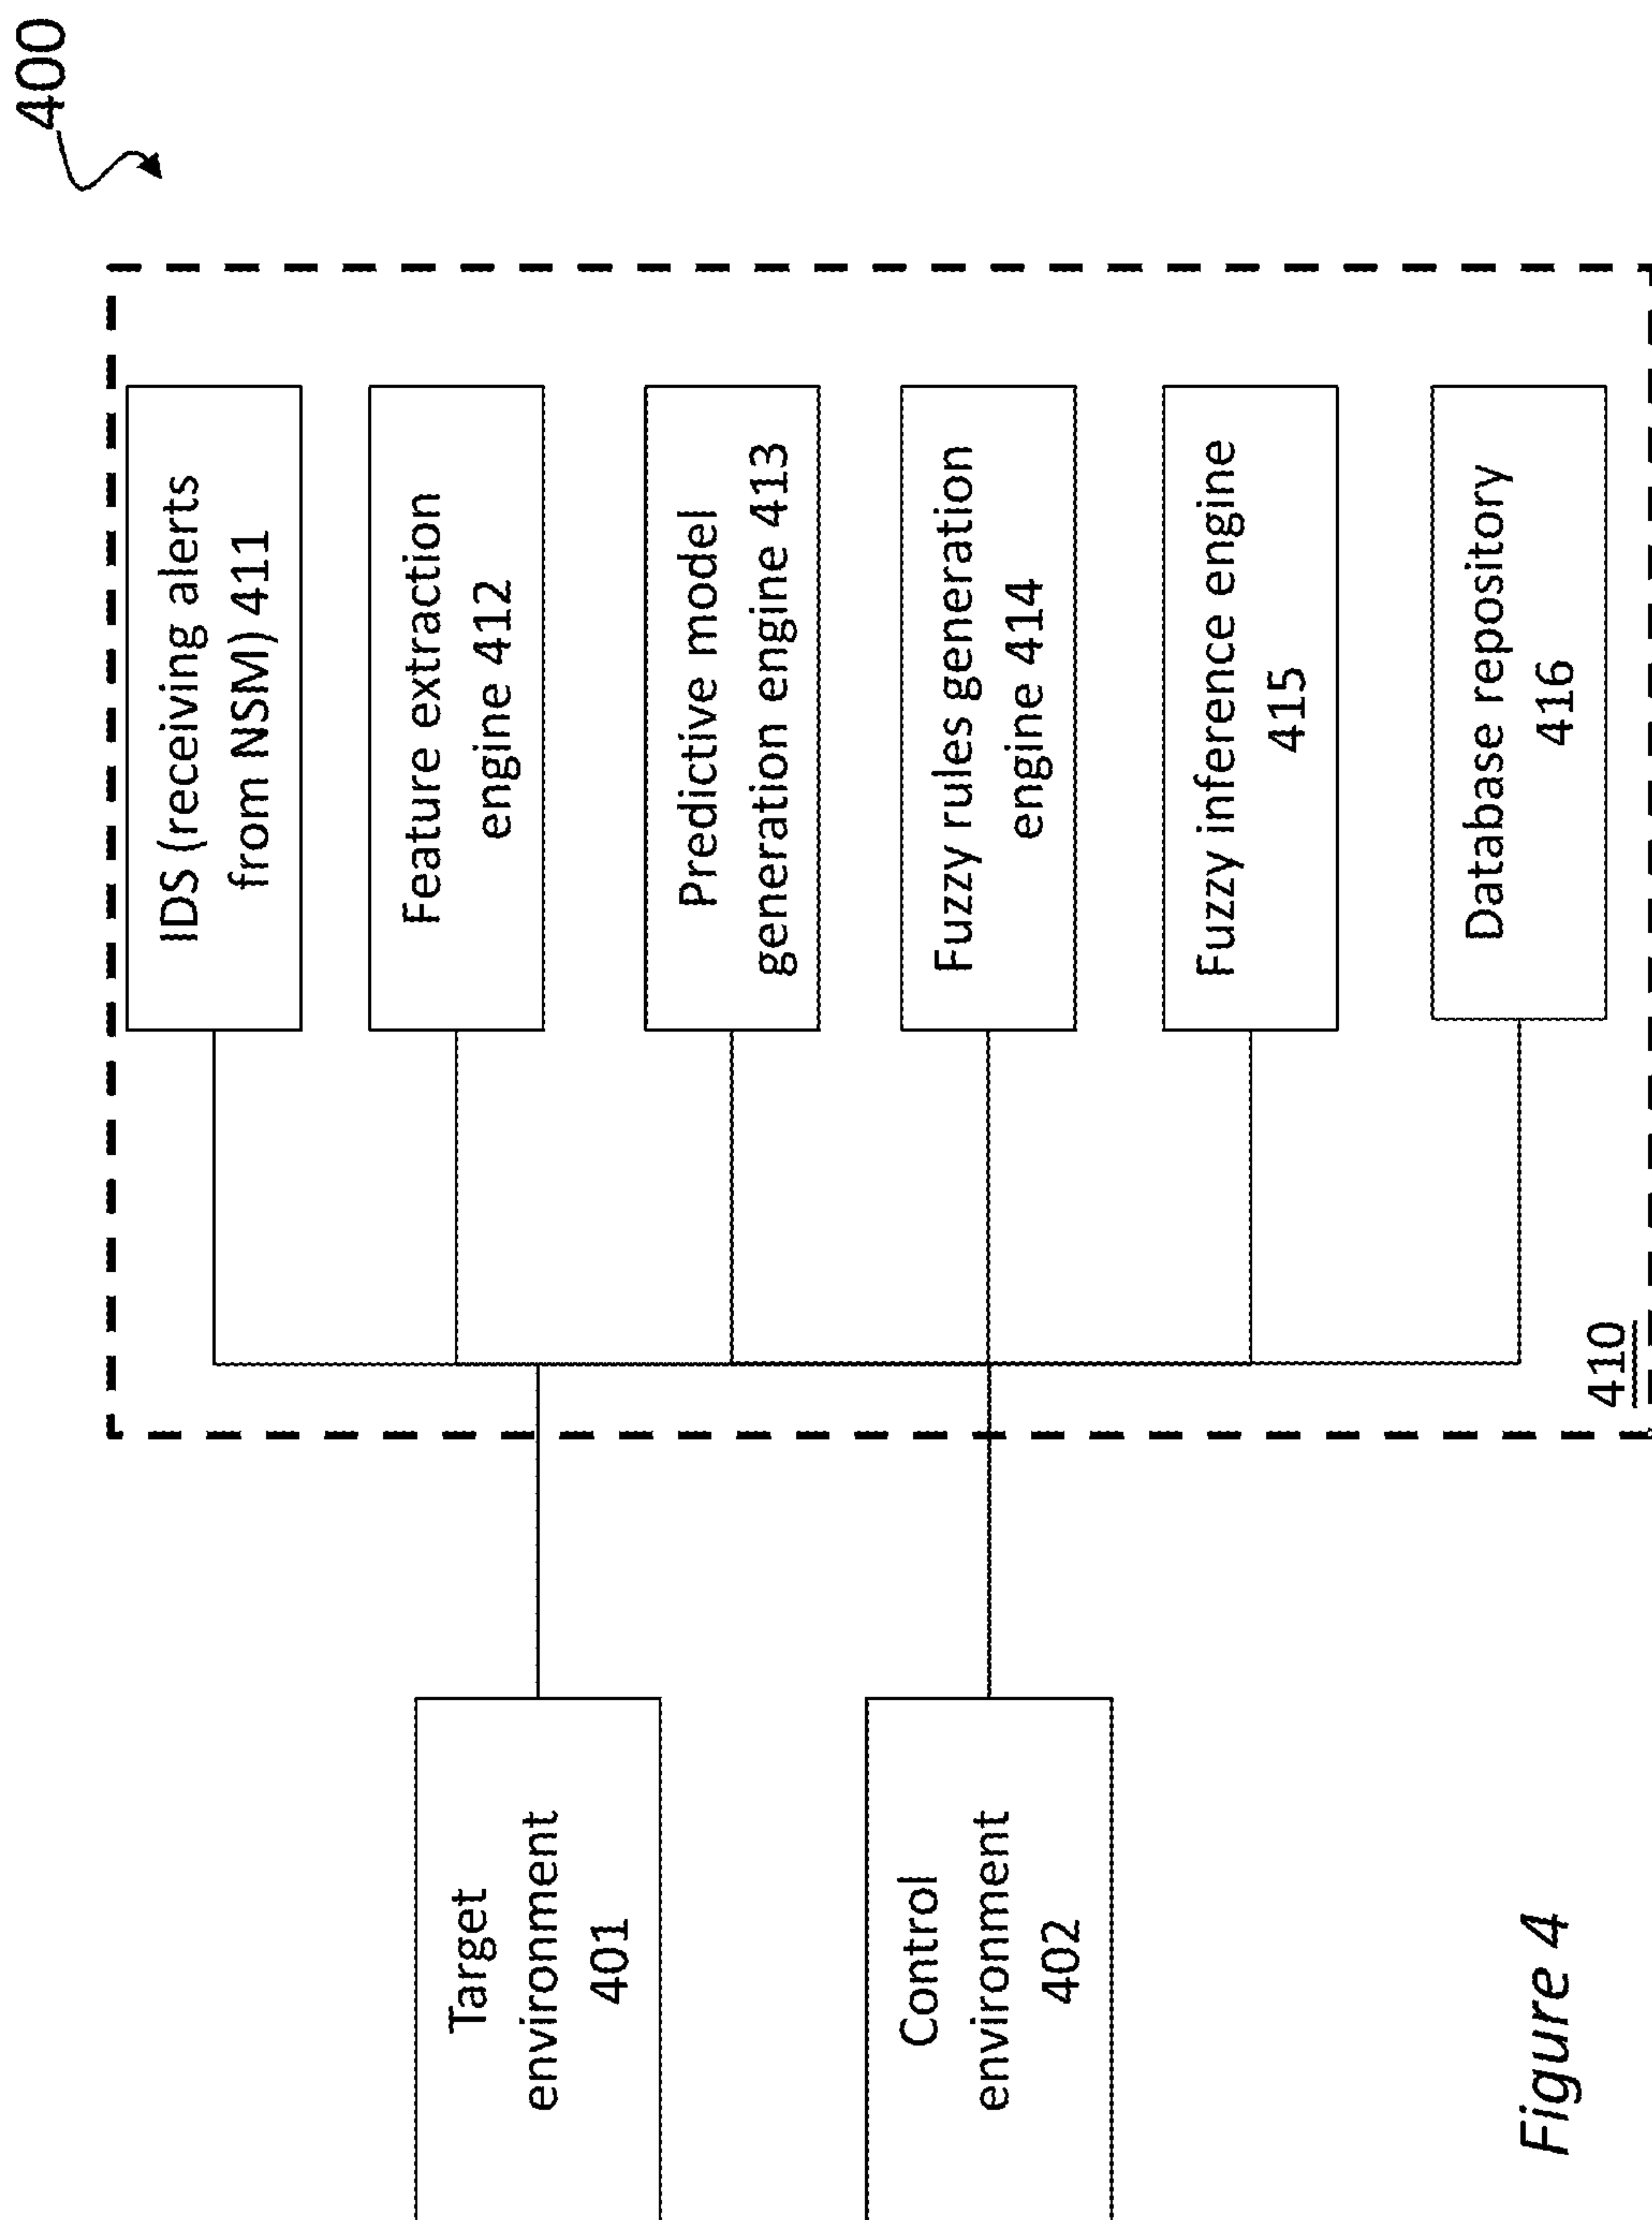 400
Target
environment
401
Control
environment
402
IDS (receiving alerts
from NSM) 411
Feature extraction
engine 412
Predictive model
generation engine 413
Fuzzy rules generation
engine 414
Fuzzy inference engine
415
Database repository
416
410
Figure 4